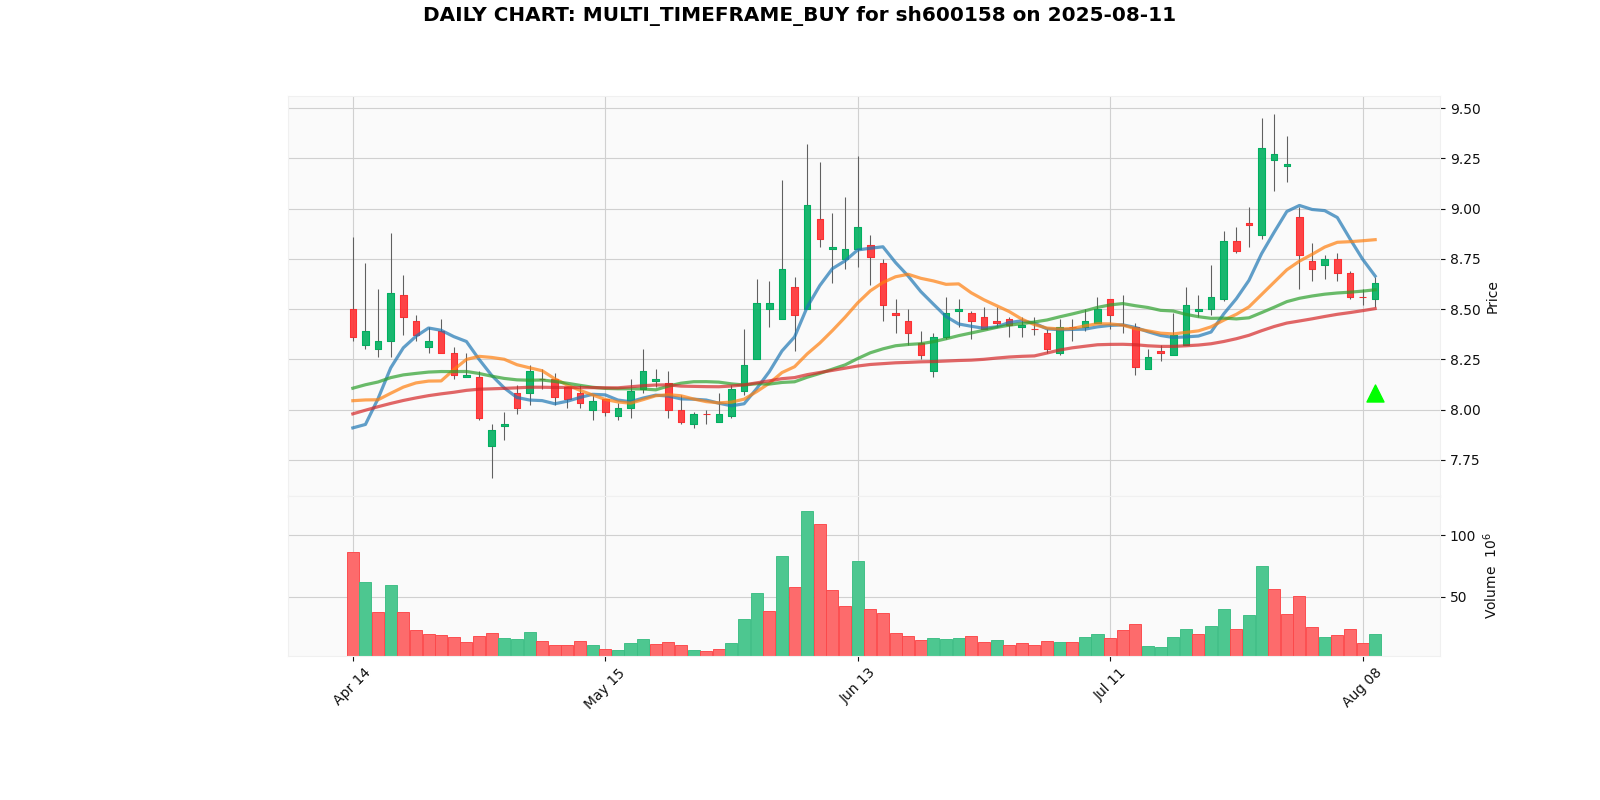 DAILY CHART: MULTI_TIMEFRAME_BUY for sh600158 on 2025-08-11
9.50
9.25
9.00
8.75
8.50
8.25
8.00
7.75
Price
100
50
Volume 10⁶
Apr 14
May 15
Jun 13
Jul 11
Aug 08